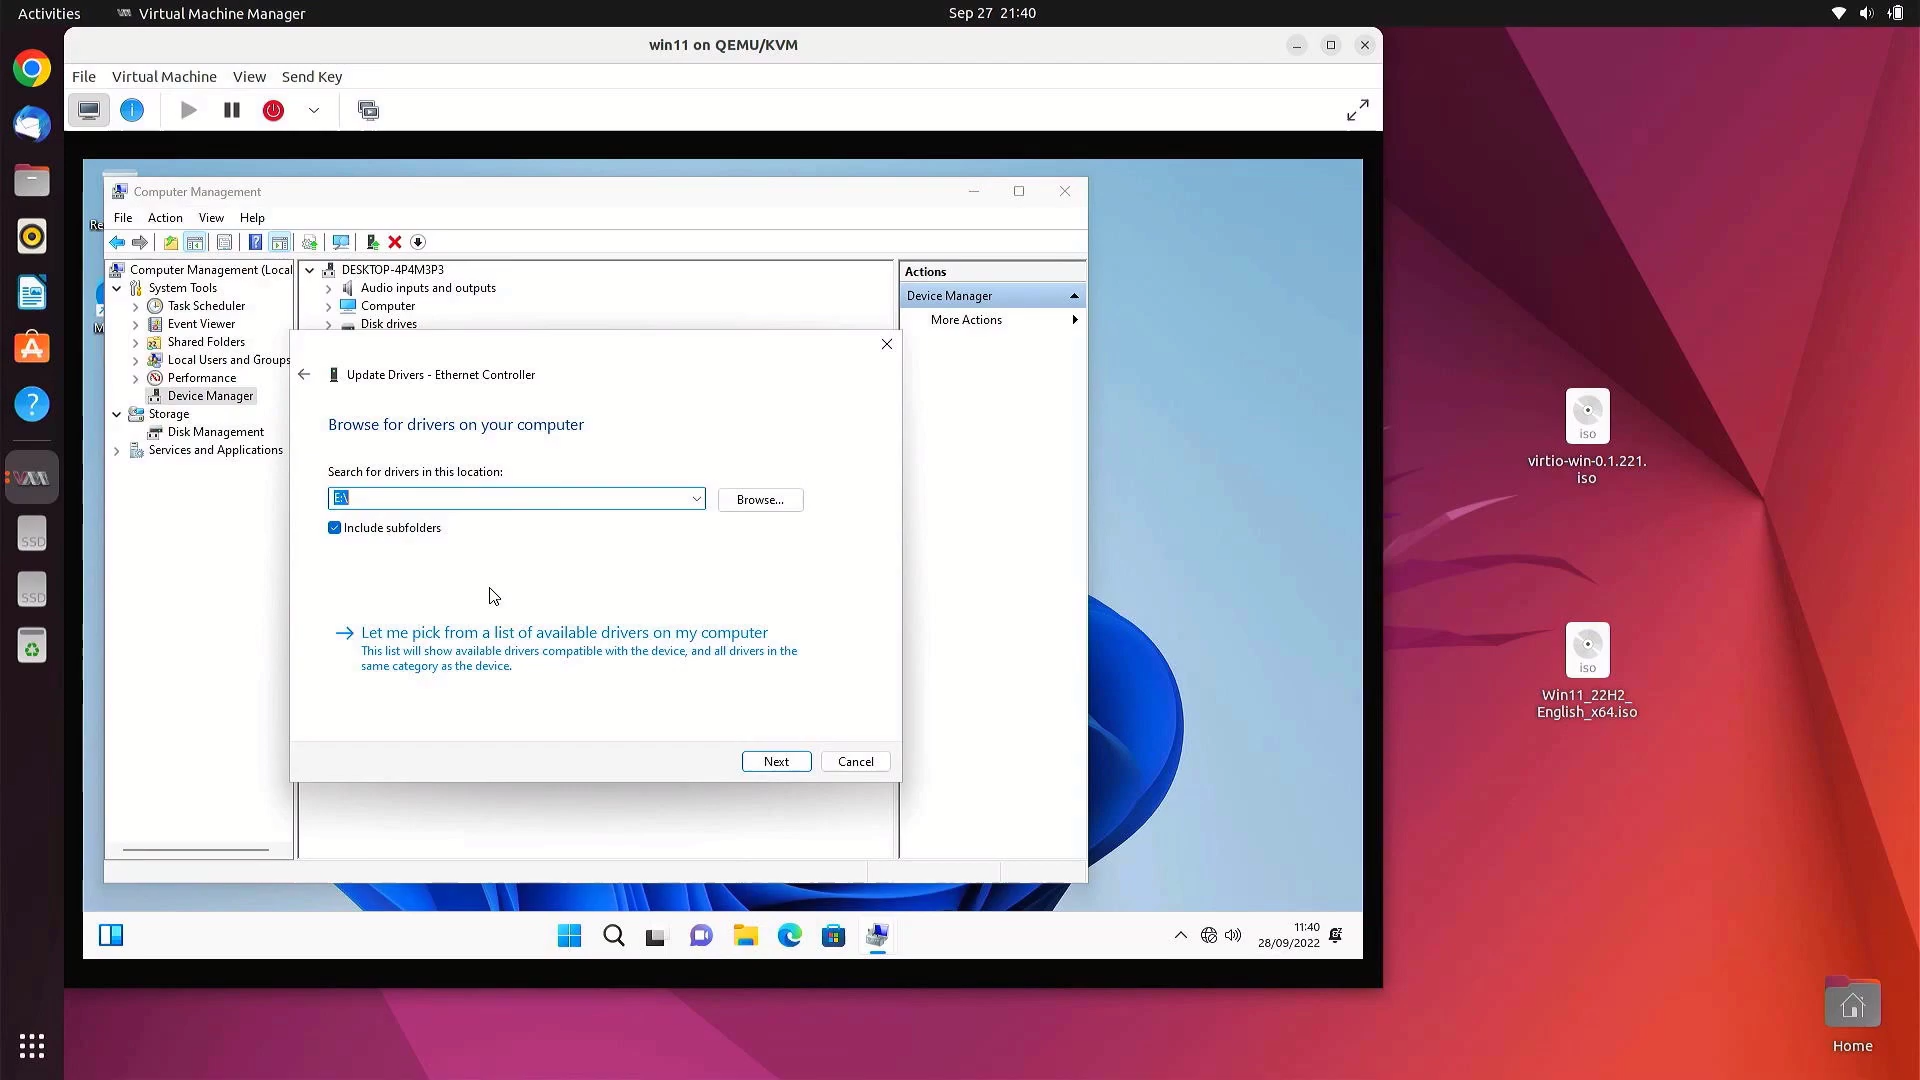 Activities
Virtual Machine Manager
Sep 27 21:40
win11 on QEMU/KVM
File Virtual Machine View Send Key
Computer Management
File Action View Help
Computer Management (Local
System Tools
Task Scheduler
Event Viewer
Shared Folders
Local Users and Groups
Performance
Device Manager
Storage
Disk Management
Services and Applications
DESKTOP-4P4M3P3
Audio inputs and outputs
Computer
Disk drives
Actions
Device Manager
More Actions
Update Drivers - Ethernet Controller
Browse for drivers on your computer
Search for drivers in this location:
E:\
Browse...
Include subfolders
Let me pick from a list of available drivers on my computer
This list will show available drivers compatible with the device, and all drivers in the
same category as the device.
Next
Cancel
Re
M
11:40
28/09/2022
SSD
SSD
iso
virtio-win-0.1.221.
iso
iso
Win11_22H2_
English_x64.iso
Home